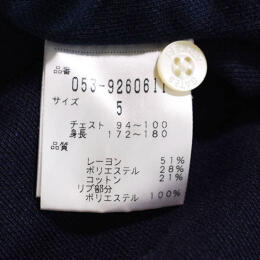 品番
053-9260611
サイズ
5
チェスト 94~100
身長 172~180
品質
レーヨン 51%
ポリエステル 28%
コットン 21%
リブ部分
ポリエステル 100%